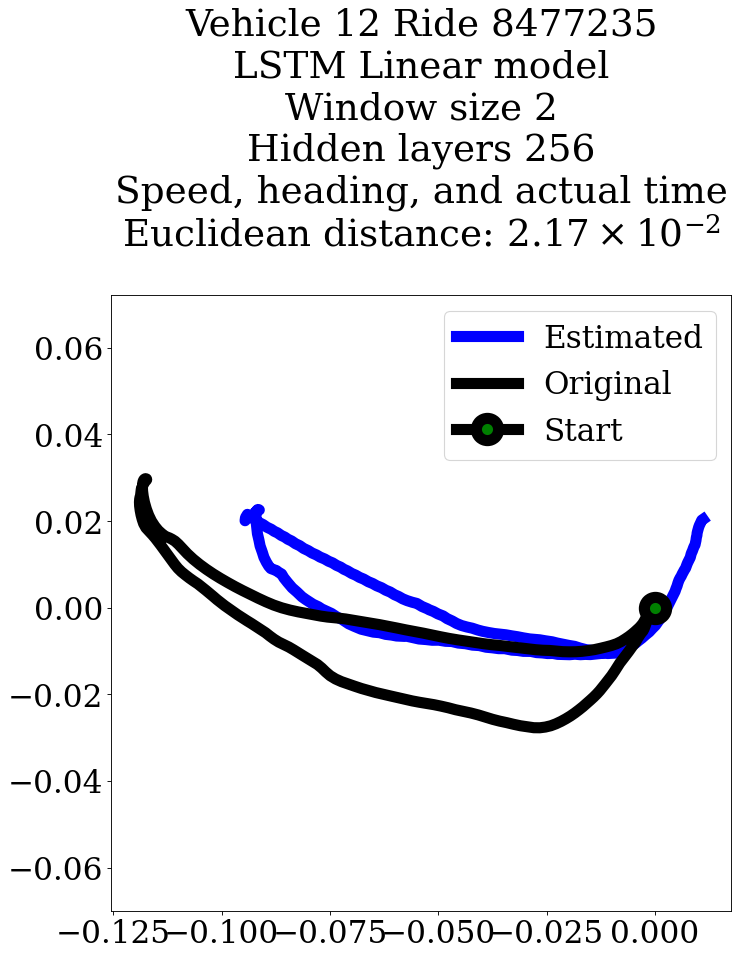 Vehicle 12 Ride 8477235
LSTM Linear model
Window size 2
Hidden layers 256
Speed, heading, and actual time
Euclidean distance: 2.17 × 10⁻²
Estimated
Original
Start
0.06
0.04
0.02
0.00
−0.02
−0.04
−0.06
−0.125 −0.100 −0.075 −0.050 −0.025 0.000